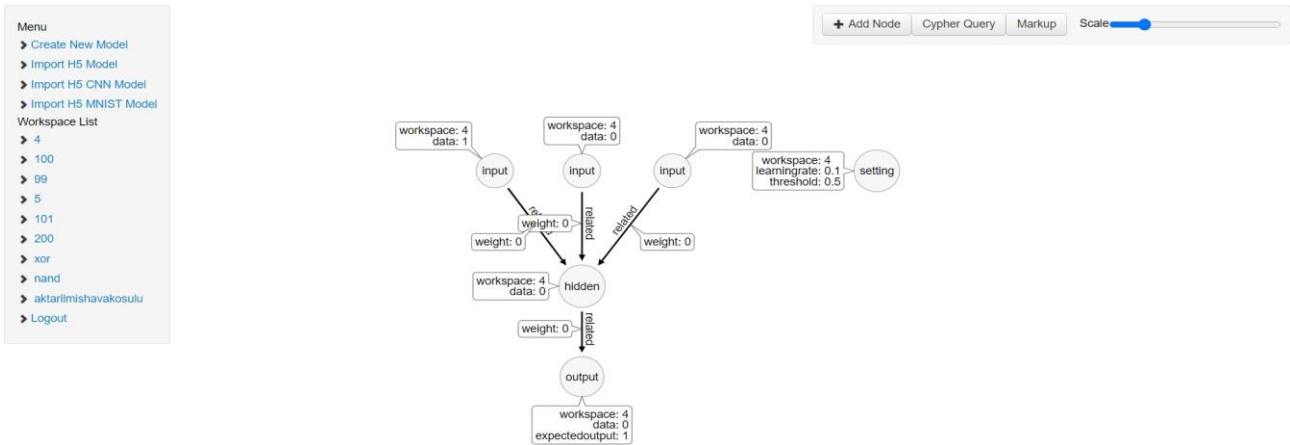 Menu
Create New Model
Import H5 Model
Import H5 CNN Model
Import H5 MNIST Model
Workspace List
4
100
99
5
101
200
xor
nand
aktarilmishavakosulu
Logout
Add Node
Cypher Query
Markup
Scale
workspace: 4
data: 1
workspace: 4
data: 0
workspace: 4
data: 0
workspace: 4
learningrate: 0.1
threshold: 0.5
input
input
input
setting
related
related
related
weight: 0
weight: 0
weight: 0
workspace: 4
data: 0
hidden
weight: 0
related
output
workspace: 4
data: 0
expectedoutput: 1